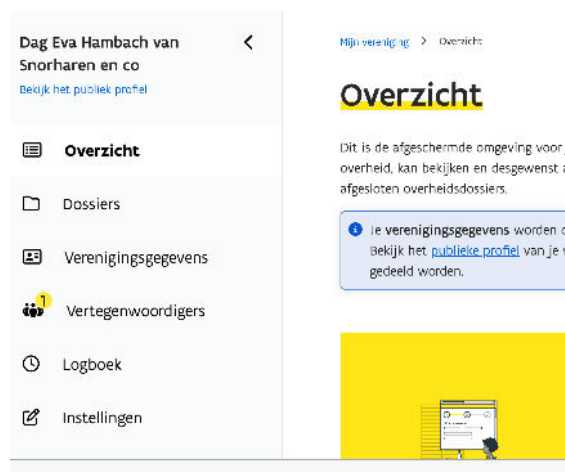 Dag Eva Hambach van
Snorharen en co
Bekijk het publiek profiel
Overzicht
Dossiers
Verenigingsgegevens
1
Vertegenwoordigers
Logboek
Instellingen
Mijn vereniging > Overzicht
Overzicht
Dit is de afgeschermde omgeving voor
overheid, kan bekijken en desgewenst
afgesloten overheidsdossiers.
Je verenigingsgegevens worden
Bekijk het publieke profiel van je
gedeeld worden.